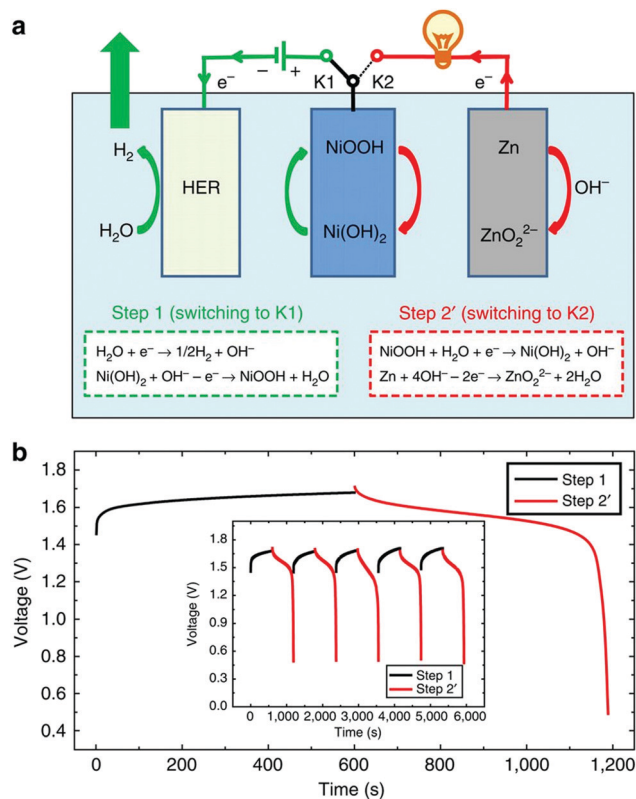 a
e⁻
− +
K1
K2
e⁻
H₂
H₂O
HER
NiOOH
Ni(OH)₂
Zn
ZnO₂²⁻
OH⁻
Step 1 (switching to K1)
H₂O + e⁻ → 1/2H₂ + OH⁻
Ni(OH)₂ + OH⁻ − e⁻ → NiOOH + H₂O
Step 2′ (switching to K2)
NiOOH + H₂O + e⁻ → Ni(OH)₂ + OH⁻
Zn + 4OH⁻ − 2e⁻ → ZnO₂²⁻ + 2H₂O
b
Voltage (V)
1.8
1.6
1.4
1.2
1.0
0.8
0.6
0.4
Step 1
Step 2′
Voltage (V)
1.8
1.5
1.2
0.9
0.6
0.3
0.0
Step 1
Step 2′
0 1,000 2,000 3,000 4,000 5,000 6,000
Time (s)
0 200 400 600 800 1,000 1,200
Time (s)